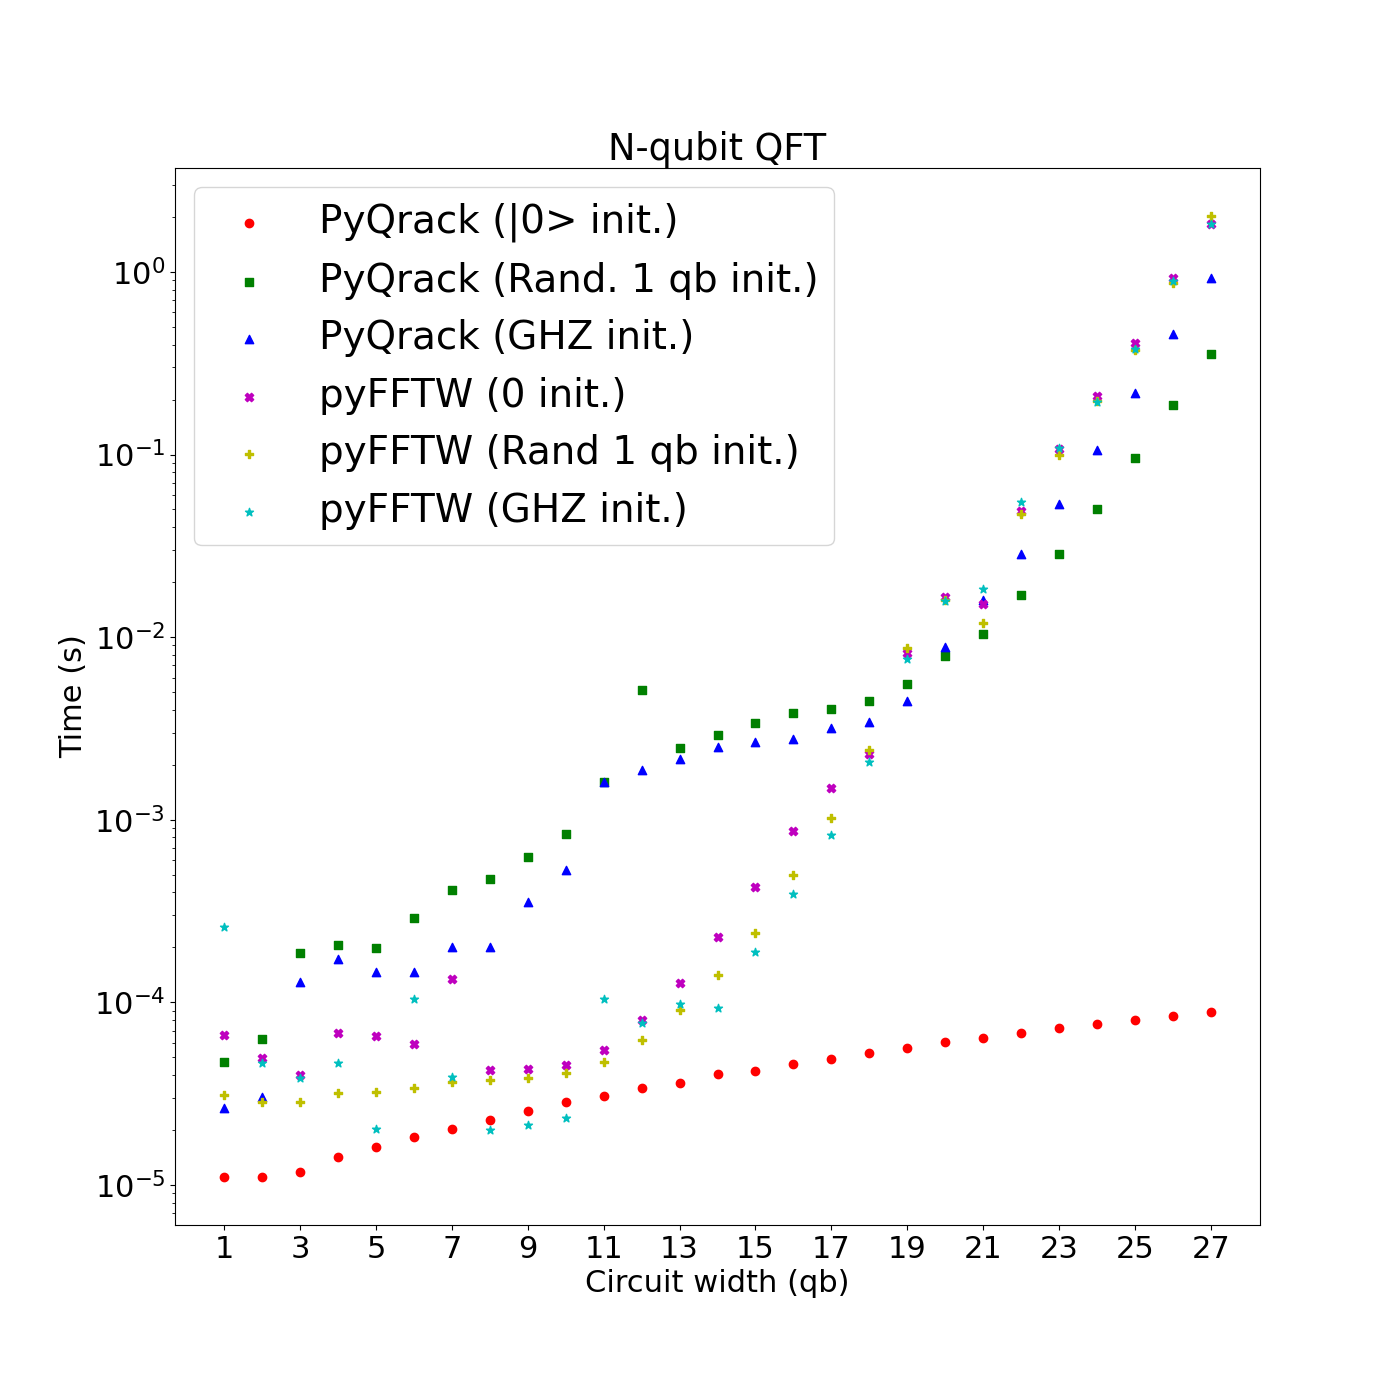 N-qubit QFT
PyQrack (|0> init.)
PyQrack (Rand. 1 qb init.)
PyQrack (GHZ init.)
pyFFTW (0 init.)
pyFFTW (Rand 1 qb init.)
pyFFTW (GHZ init.)
10⁰
10⁻¹
10⁻²
10⁻³
10⁻⁴
10⁻⁵
Time (s)
1 3 5 7 9 11 13 15 17 19 21 23 25 27
Circuit width (qb)